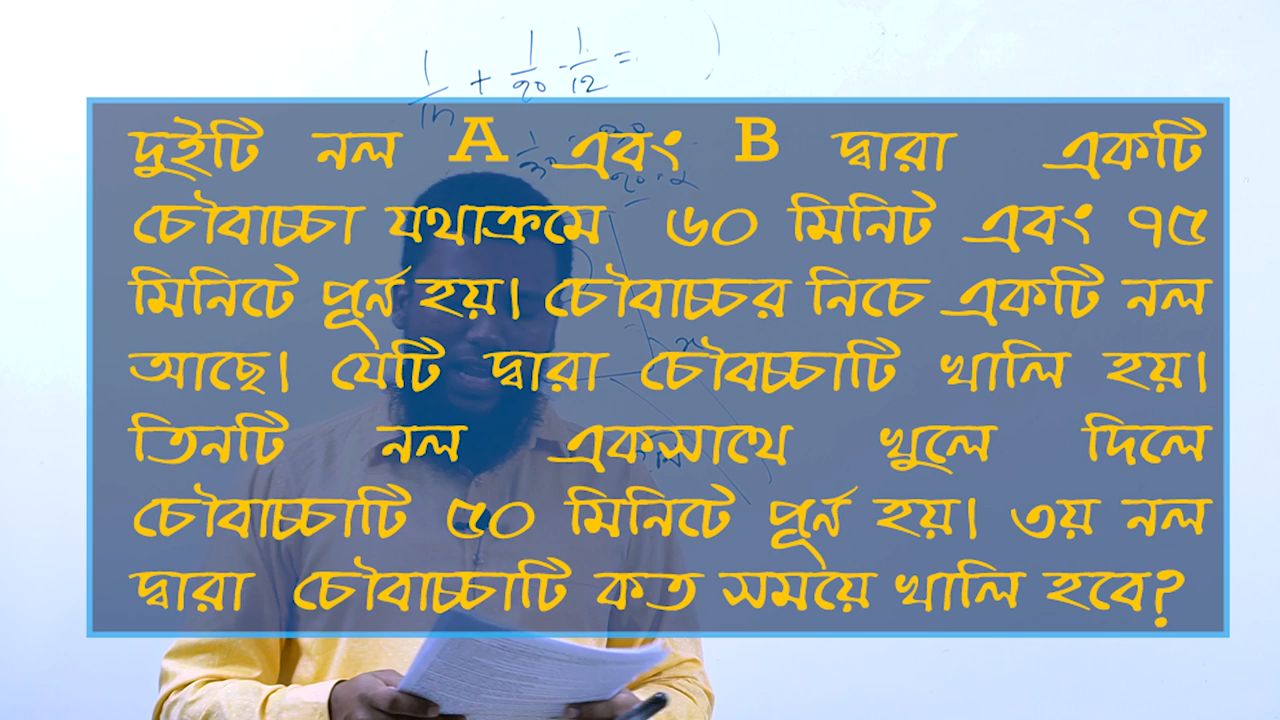 দুইটি নল A এবং B দ্বারা একটি
চৌবাচ্চা যথাক্রমে ৬০ মিনিট এবং ৭৫
মিনিটে পূর্ন হয়। চৌবাচ্চর নিচে একটি নল
আছে। যেটি দ্বারা চৌবচ্চাটি খালি হয়।
তিনটি নল একসাথে খুলে দিলে
চৌবাচ্চাটি ৫০ মিনিটে পূর্ন হয়। ৩য় নল
দ্বারা চৌবাচ্চাটি কত সময়ে খালি হবে?